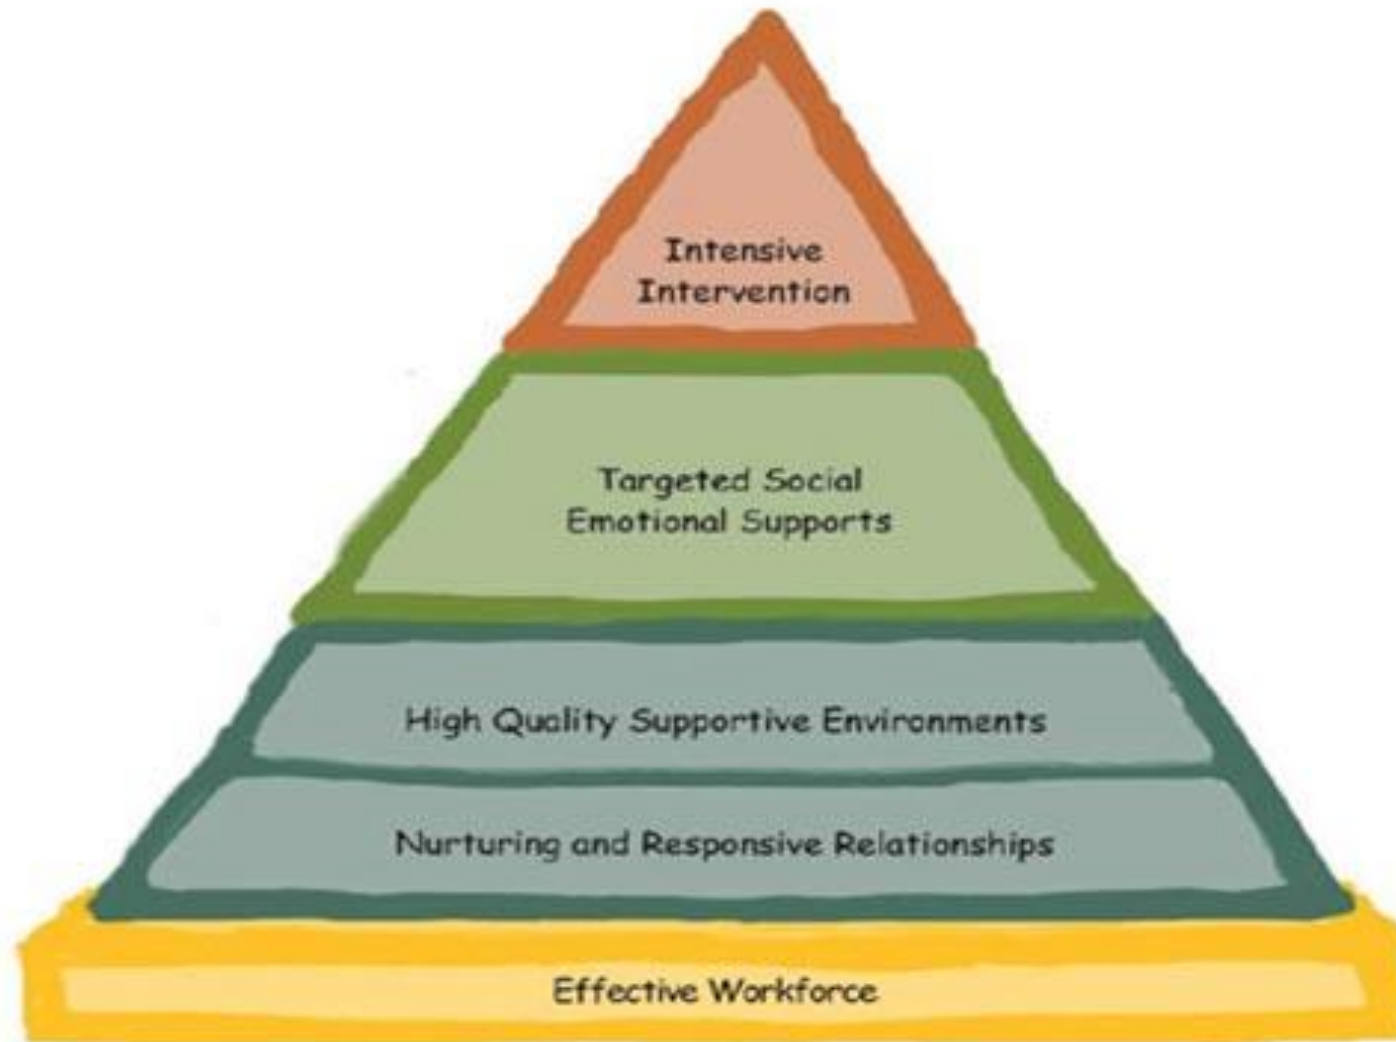 Intensive
Intervention
Targeted Social
Emotional Supports
High Quality Supportive Environments
Nurturing and Responsive Relationships
Effective Workforce